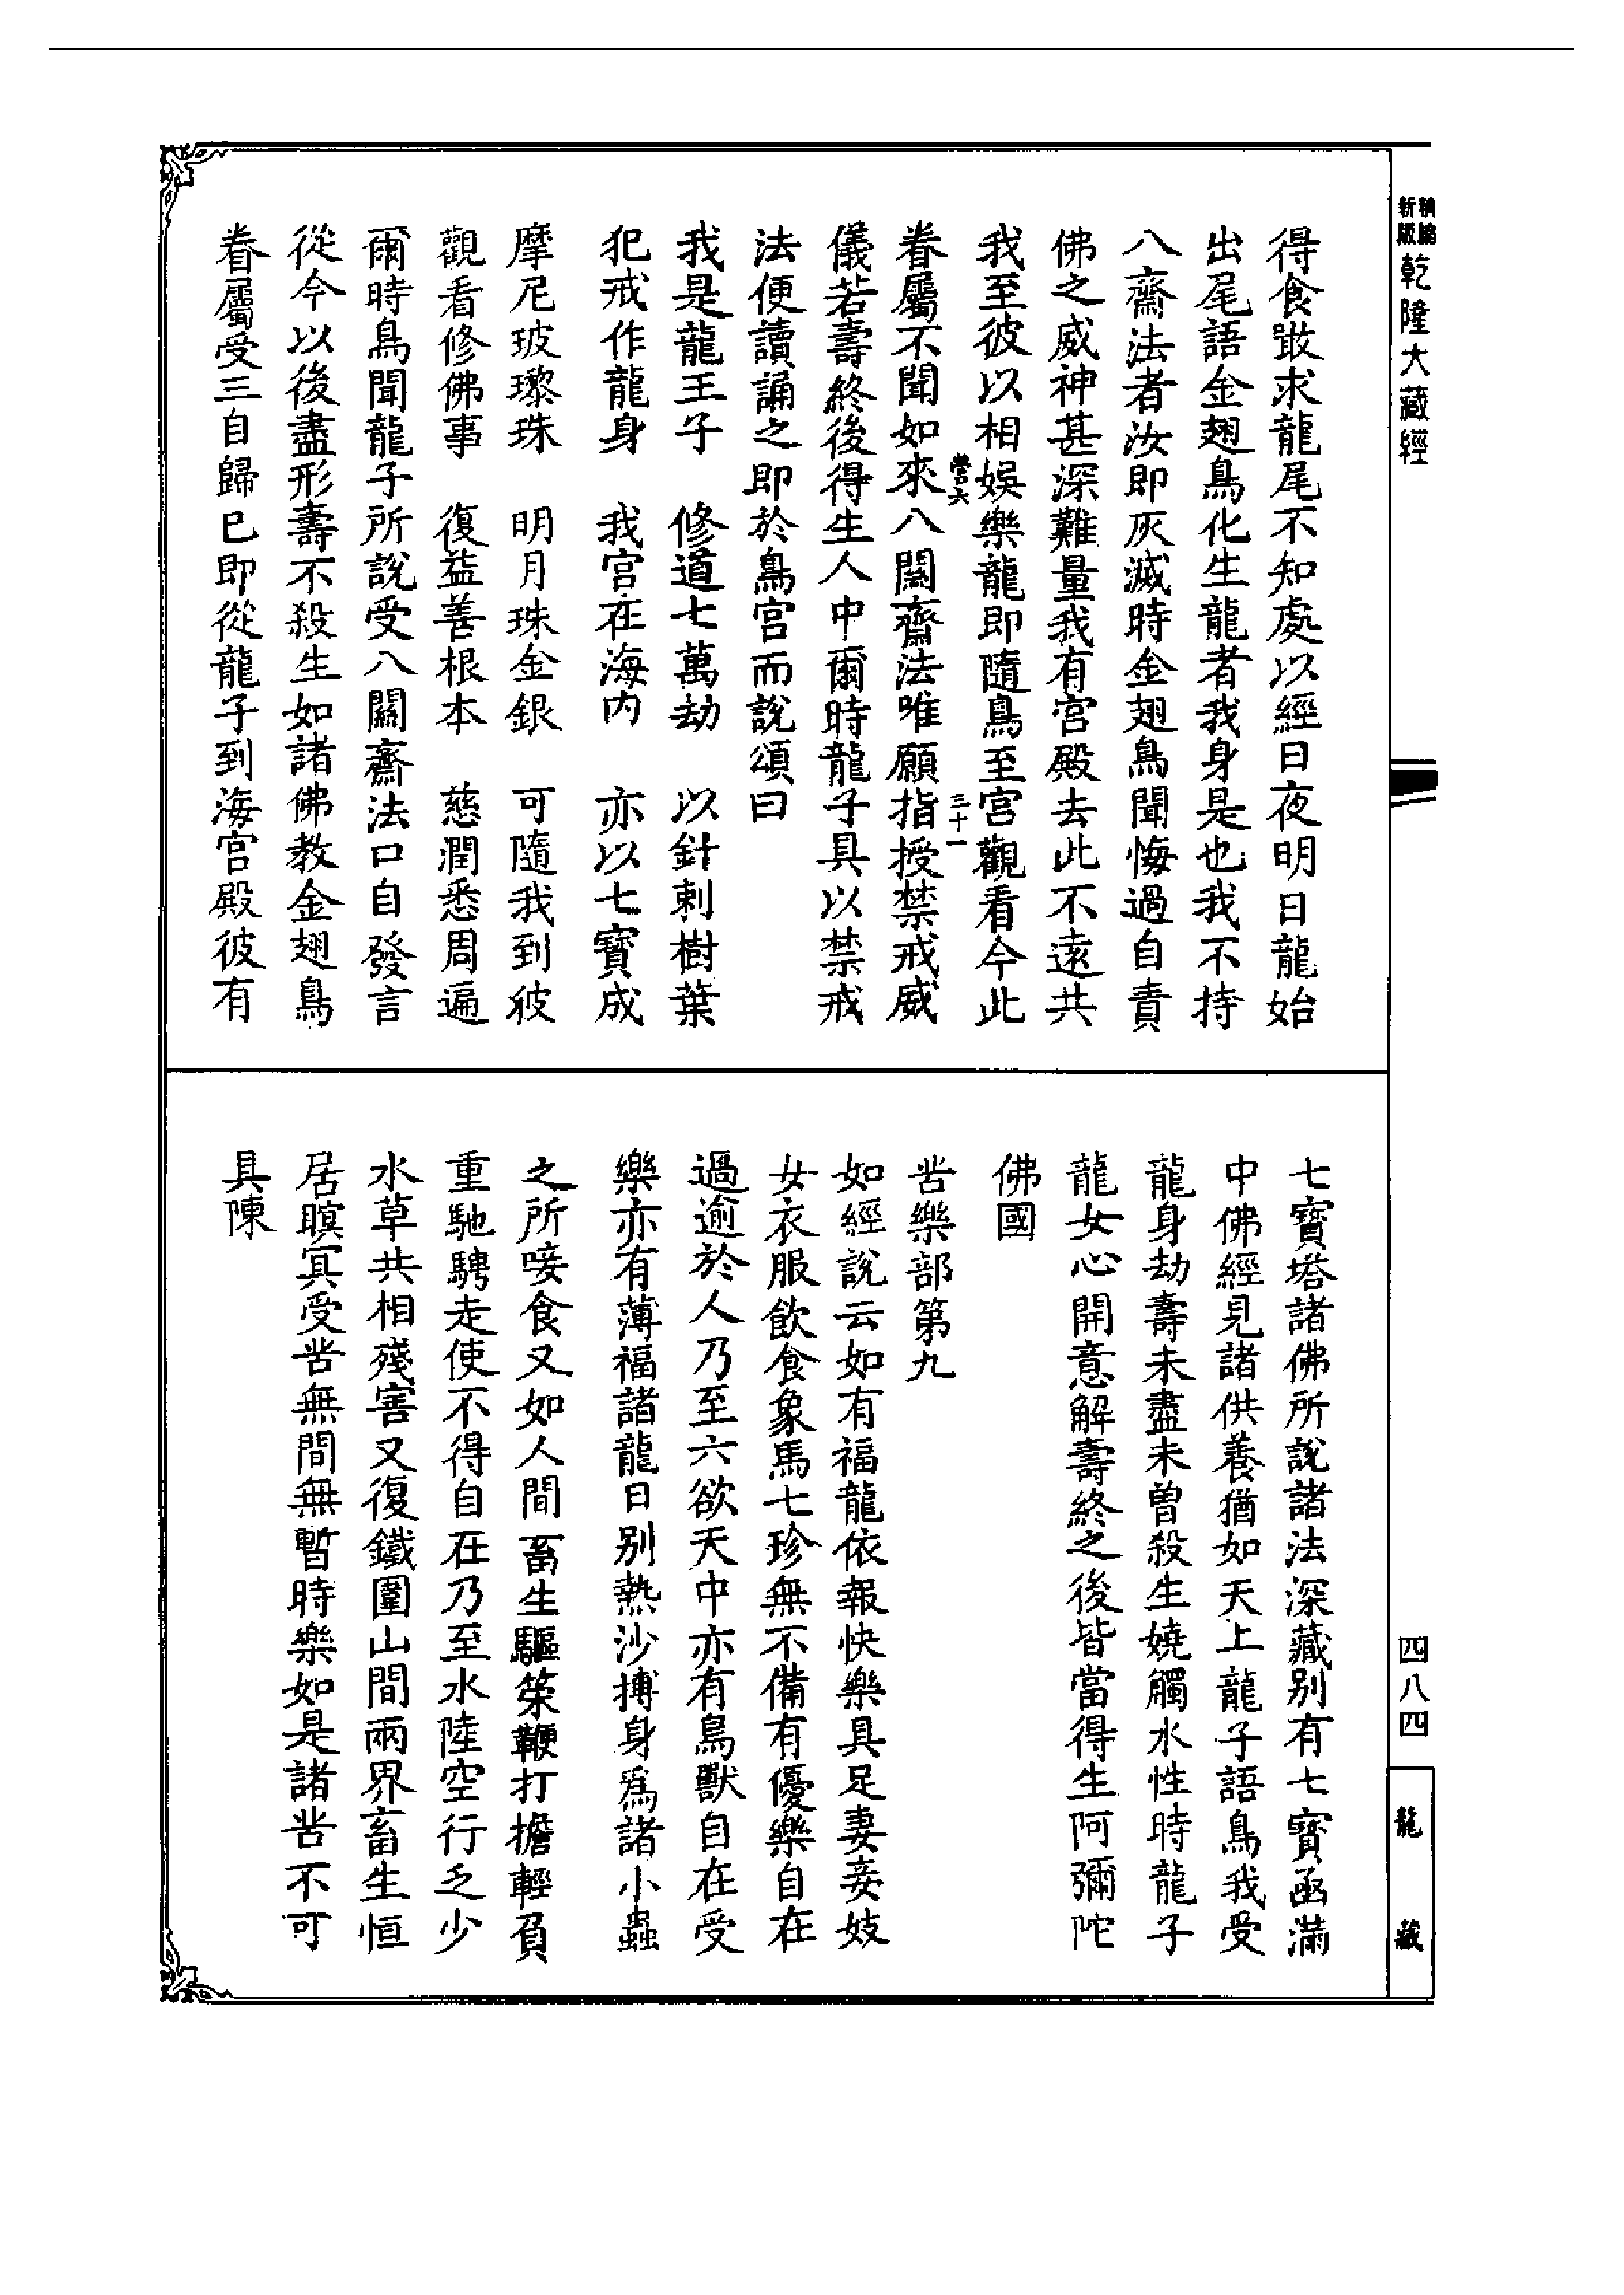 新編縮版乾隆大藏經
得食敢求龍尾不知處以經日夜明日龍始
出尾語金翅鳥化生龍者我身是也我不持
八齋法者汝即灰滅時金翅鳥聞悔過自責
佛之威神甚深難量我有宮殿去此不遠共
我至彼以相娛樂龍即隨鳥至宮觀看今此
營六
三十一
眷屬不聞如來八關齋法唯願指授禁戒威
儀若壽終後得生人中爾時龍子具以禁戒
法便讀誦之即於鳥宮而說頌曰
我是龍王子　修道七萬劫　以針刺樹葉
犯戒作龍身　我宮在海內　亦以七寶成
摩尼玻瓈珠　明月珠金銀　可隨我到彼
觀看修佛事　復益善根本　慈潤悉周遍
爾時鳥聞龍子所說受八關齋法口自發言
從今以後盡形壽不殺生如諸佛教金翅鳥
眷屬受三自歸已即從龍子到海宮殿彼有
七寶塔諸佛所說諸法深藏别有七寶函滿
中佛經見諸供養猶如天上龍子語鳥我受
龍身劫壽未盡未曾殺生嬈觸水性時龍子
龍女心開意解壽終之後皆當得生阿彌陀
佛國
苦樂部第九
如經說云如有福龍依報快樂具足妻妾妓
女衣服飲食象馬七珍無不備有優樂自在
過逾於人乃至六欲天中亦有鳥獸自在受
樂亦有薄福諸龍日别熱沙摶身為諸小蟲
之所唼食又如人間畜生驅策鞭打擔輕負
重馳騁走使不得自在乃至水陸空行乏少
水草共相殘害又復鐵圍山間兩界畜生恒
居暝冥受苦無間無暫時樂如是諸苦不可
具陳
四八四
龍藏